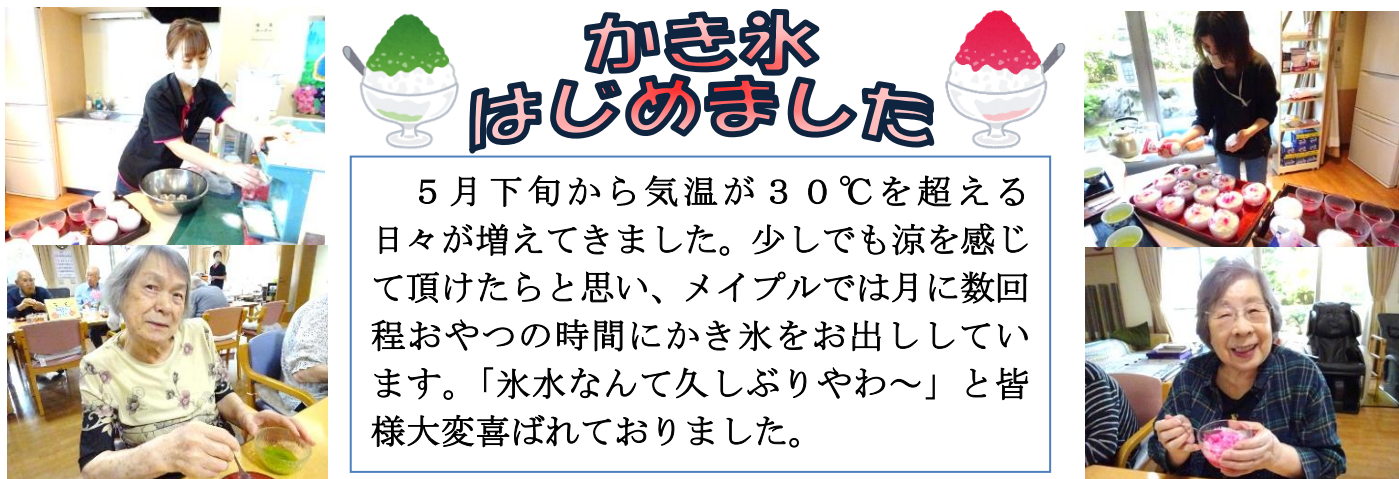 かき氷
はじめました
　５月下旬から気温が３０℃を超える
日々が増えてきました。少しでも涼を感じ
て頂けたらと思い、メイプルでは月に数回
程おやつの時間にかき氷をお出ししてい
ます。「氷水なんて久しぶりやわ～」と皆
様大変喜ばれておりました。